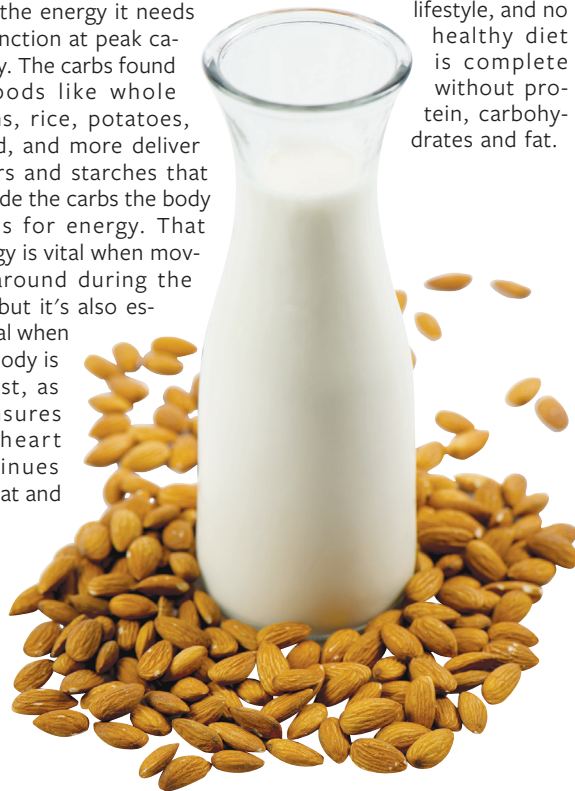 the energy it needs
nction at peak ca-
y. The carbs found
oods like whole
ns, rice, potatoes,
d, and more deliver
rs and starches that
de the carbs the body
s for energy. That
gy is vital when mov-
around during the
but it's also es-
al when
ody is
st, as
nsures
heart
inues
at and
lifestyle, and no
healthy diet
is complete
without pro-
tein, carbohy-
drates and fat.